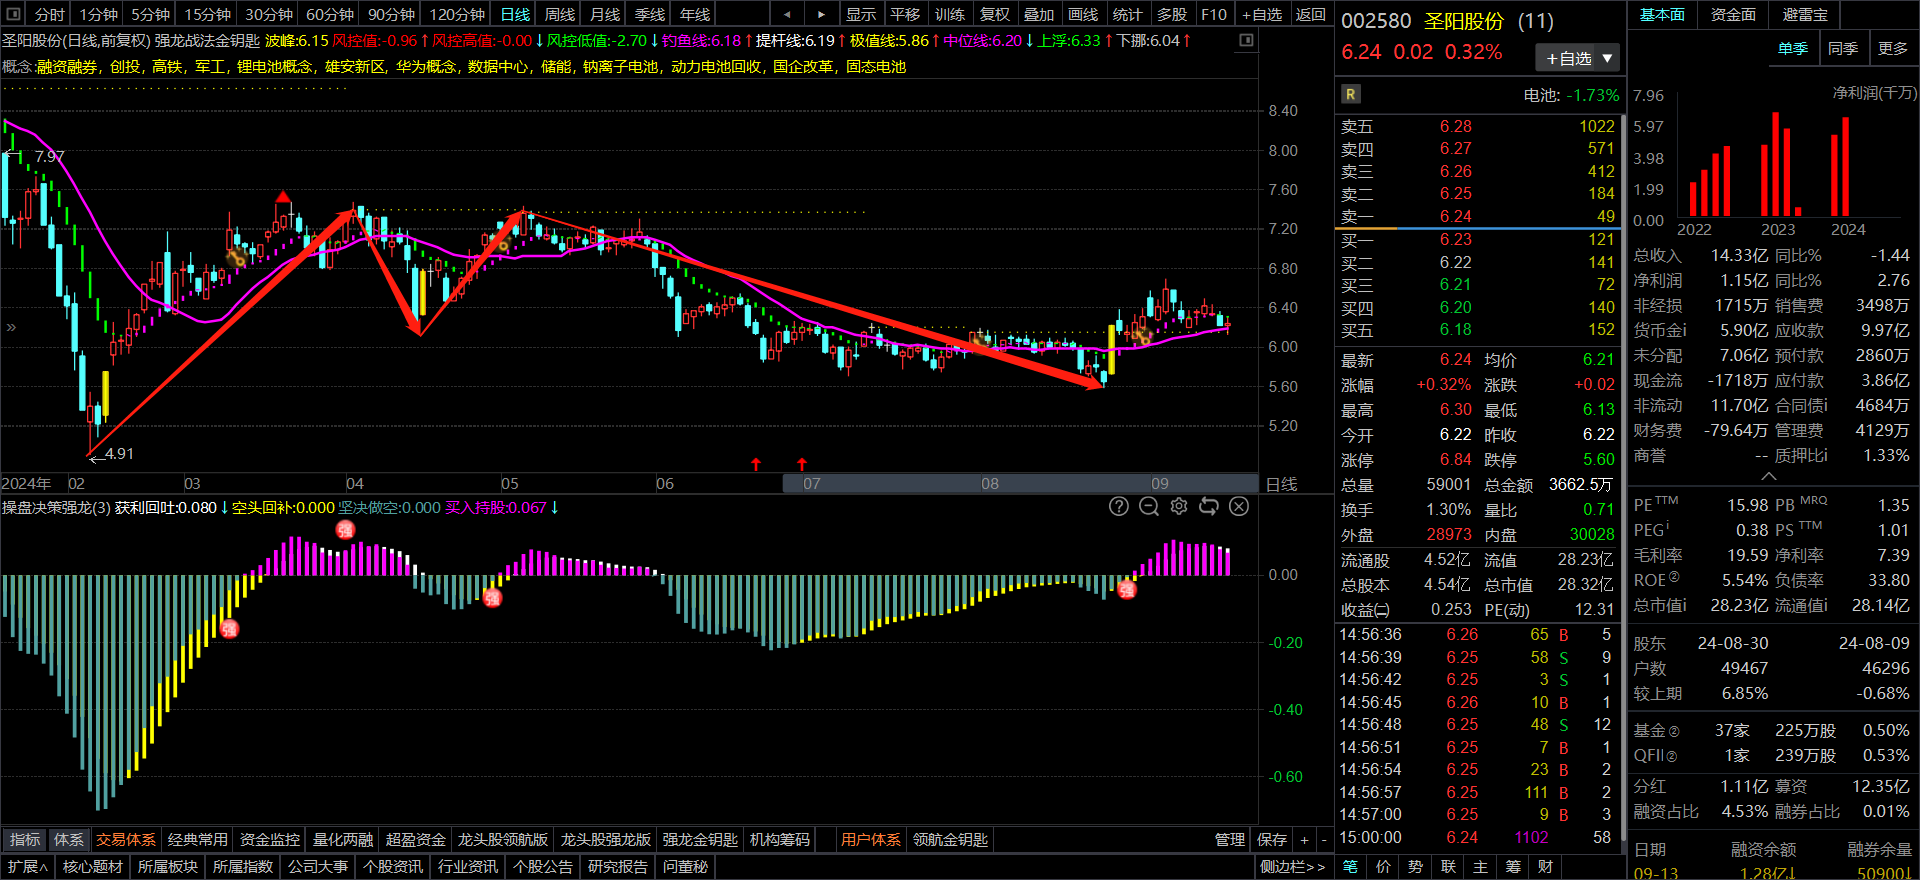 分时 1分钟 5分钟 15分钟 30分钟 60分钟 90分钟 120分钟 日线 周线 月线 季线 年线 显示 平移 训练 复权 叠加 画线 统计 多股 F10 +自选 返回
圣阳股份(日线,前复权) 强龙战法金钥匙 波峰:6.15 风控值:-0.96↑ 风控高值:-0.00↓ 风控低值:-2.70↓ 钓鱼线:6.18↑ 提杆线:6.19↑ 极值线:5.86↑ 中位线:6.20↓ 上浮:6.33↑ 下挪:6.04↑
概念:融资融券，创投，高铁，军工，锂电池概念，雄安新区，华为概念，数据中心，储能，钠离子电池，动力电池回收，国企改革，固态电池
7.97
4.91
8.40
8.00
7.60
7.20
6.80
6.40
6.00
5.60
5.20
2024年 02 03 04 05 06 07 08 09 日线
操盘决策强龙(3) 获利回吐:0.080↓ 空头回补:0.000 坚决做空:0.000 买入持股:0.067↓
强
强
强
强
0.00
-0.20
-0.40
-0.60
指标 体系 交易体系 经典常用 资金监控 量化两融 超盈资金 龙头股领航版 龙头股强龙版 强龙金钥匙 机构筹码 用户体系 领航金钥匙 管理 保存 + -
扩展∧ 核心题材 所属板块 所属指数 公司大事 个股资讯 行业资讯 个股公告 研究报告 问董秘 侧边栏>>
002580 圣阳股份 (11)
6.24 0.02 0.32% +自选 ▼
R 电池: -1.73%
卖五 6.28 1022
卖四 6.27 571
卖三 6.26 412
卖二 6.25 184
卖一 6.24 49
买一 6.23 121
买二 6.22 141
买三 6.21 72
买四 6.20 140
买五 6.18 152
最新 6.24 均价 6.21
涨幅 +0.32% 涨跌 +0.02
最高 6.30 最低 6.13
今开 6.22 昨收 6.22
涨停 6.84 跌停 5.60
总量 59001 总金额 3662.5万
换手 1.30% 量比 0.71
外盘 28973 内盘 30028
流通股 4.52亿 流值 28.23亿
总股本 4.54亿 总市值 28.32亿
收益㈡ 0.253 PE(动) 12.31
14:56:36 6.26 65 B 5
14:56:39 6.25 58 S 9
14:56:42 6.25 3 S 1
14:56:45 6.26 10 B 1
14:56:48 6.25 48 S 12
14:56:51 6.25 7 B 1
14:56:54 6.25 23 B 2
14:56:57 6.25 111 B 2
14:57:00 6.25 9 B 3
15:00:00 6.24 1102 58
笔 价 势 联 主 筹 财
基本面 资金面 避雷宝
单季 同季 更多
净利润(千万)
7.96
5.97
3.98
1.99
0.00
2022 2023 2024
总收入 14.33亿 同比% -1.44
净利润 1.15亿 同比% 2.76
非经损 1715万 销售费 3498万
货币金i 5.90亿 应收款 9.97亿
未分配 7.06亿 预付款 2860万
现金流 -1718万 应付款 3.86亿
非流动 11.70亿 合同债i 4684万
财务费 -79.64万 管理费 4129万
商誉 -- 质押比i 1.33%
PE TTM 15.98 PB MRQ 1.35
PEG i 0.38 PS TTM 1.01
毛利率 19.59 净利率 7.39
ROE② 5.54% 负债率 33.80
总市值i 28.23亿 流通值i 28.14亿
股东 24-08-30 24-08-09
户数 49467 46296
较上期 6.85% -0.68%
基金② 37家 225万股 0.50%
QFII② 1家 239万股 0.53%
分红 1.11亿 募资 12.35亿
融资占比 4.53% 融券占比 0.01%
日期 融资余额 融券余量
09-13 1.28亿↓ 50900↓